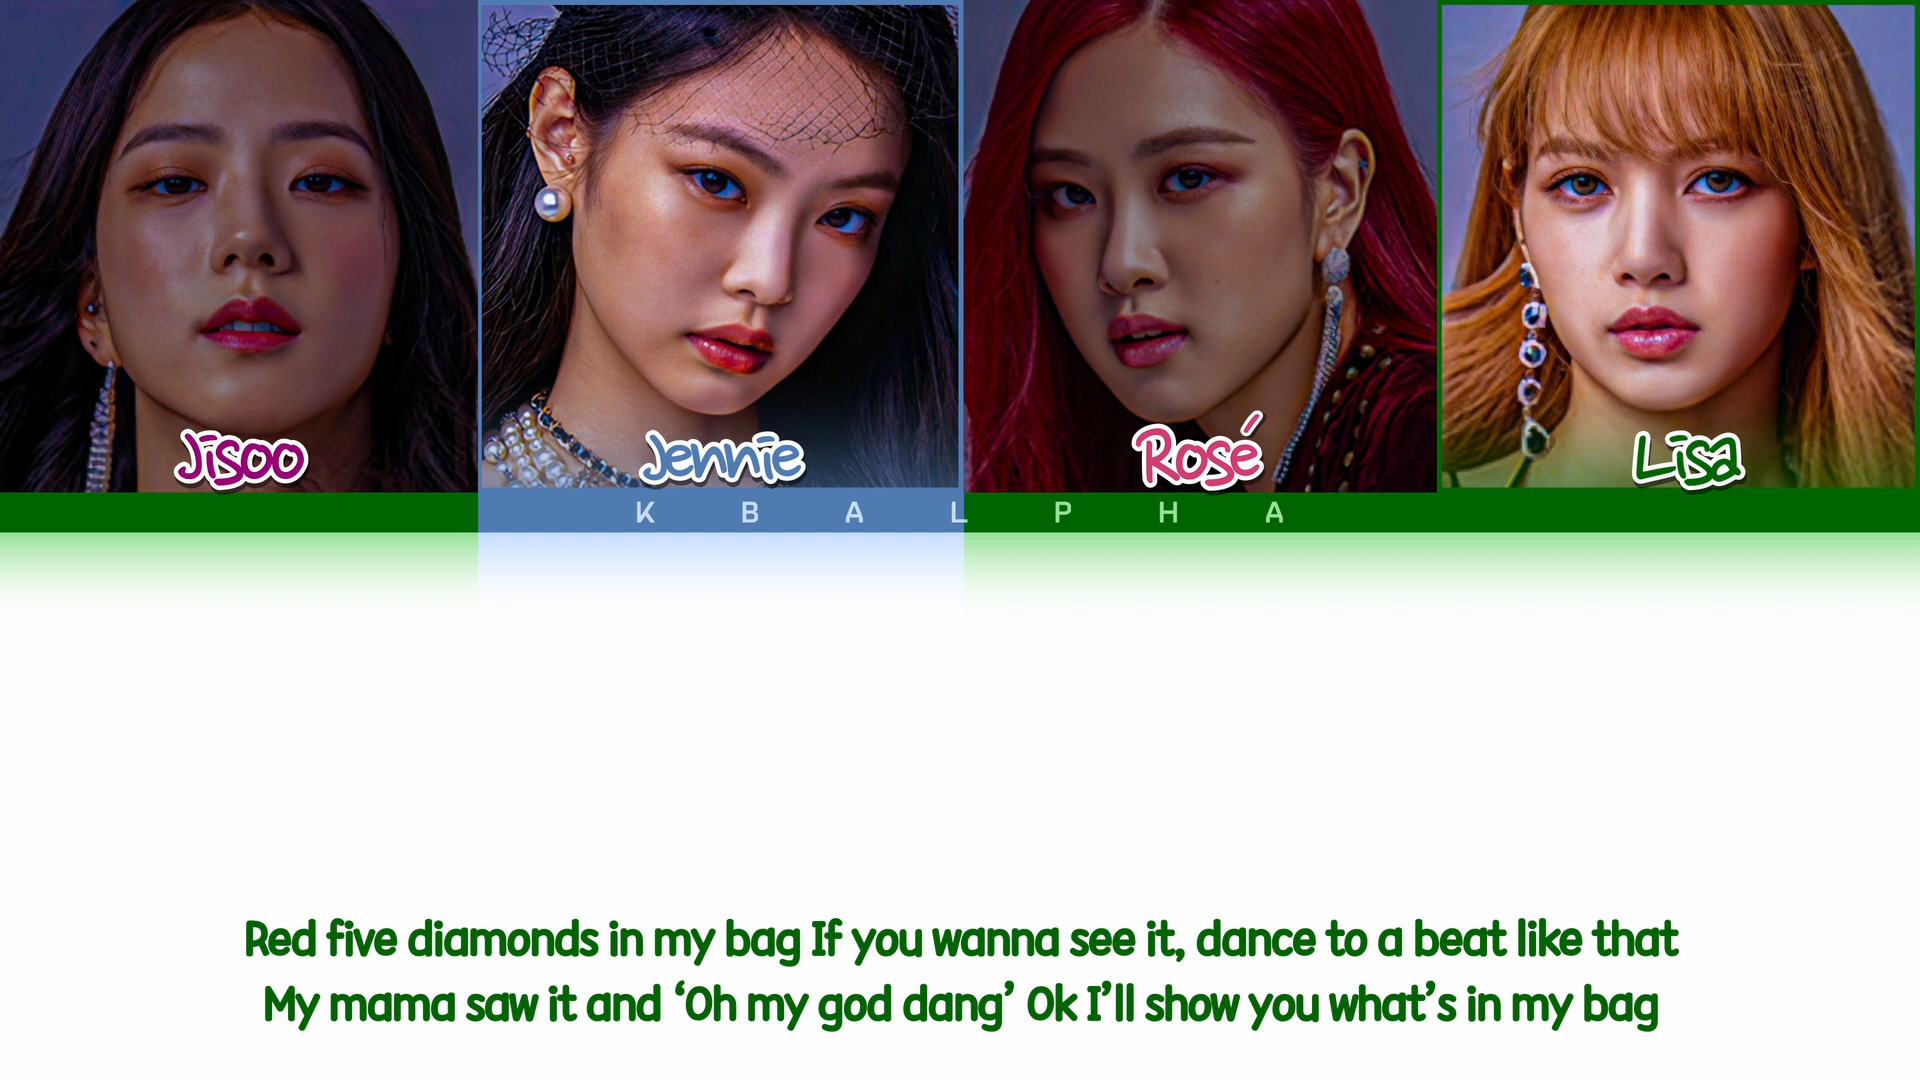 Jisoo
Jennie
Rosé
Lisa
K B A L P H A
Red five diamonds in my bag If you wanna see it, dance to a beat like that
My mama saw it and ‘Oh my god dang’ Ok I’ll show you what’s in my bag